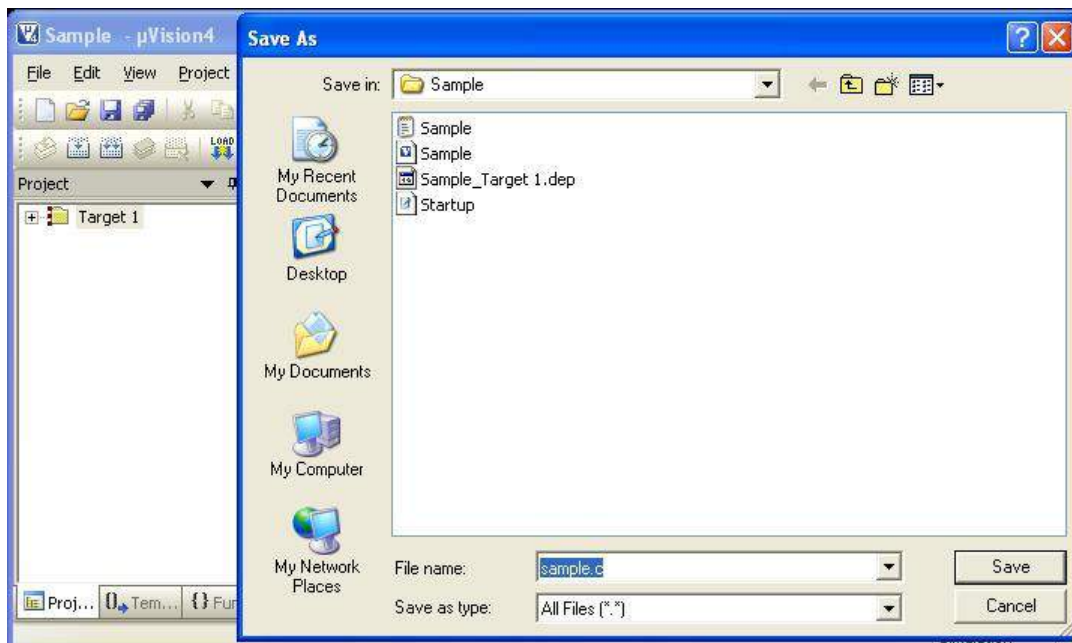 Sample - µVision4
File Edit View Project
LOAD
Project
Target 1
Proj... Tem... {} Fun
Save As
Save in: Sample
My Recent
Documents
Desktop
My Documents
My Computer
My Network
Places
Sample
Sample
Sample_Target 1.dep
Startup
File name: sample.c
Save
Save as type: All Files (*.*)
Cancel